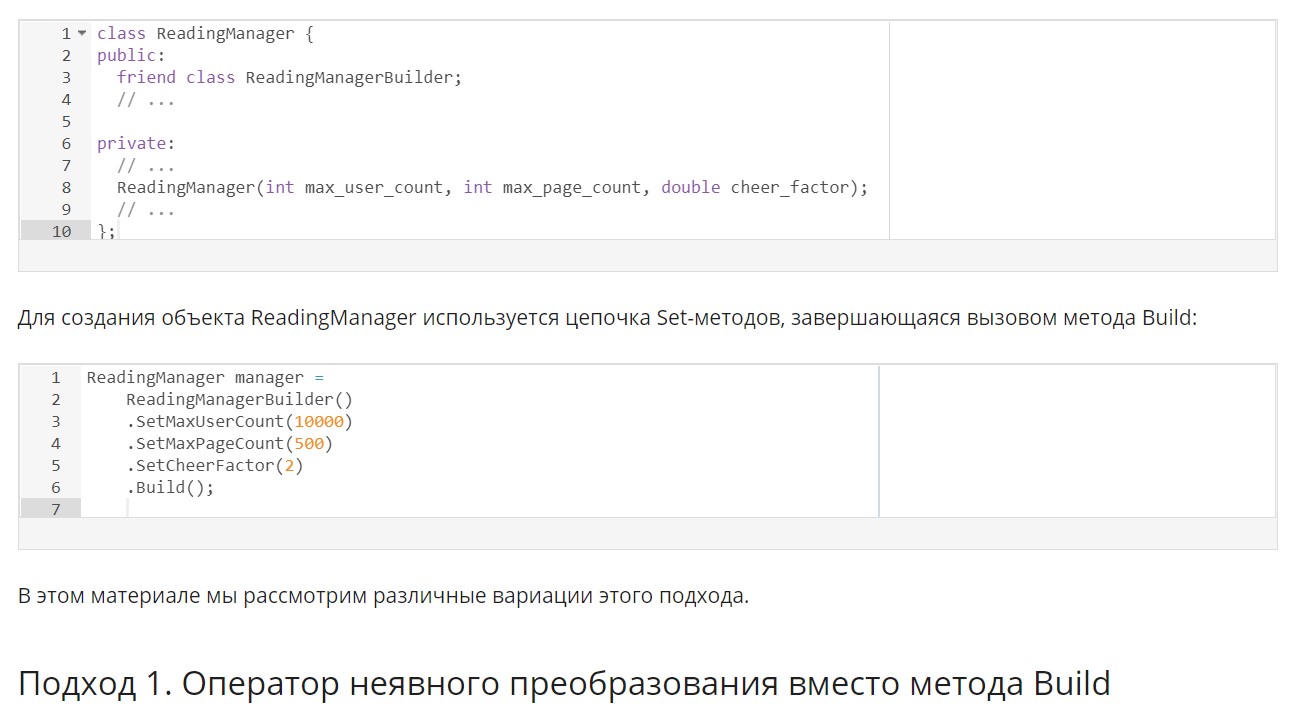 1 class ReadingManager {
2 public:
3 friend class ReadingManagerBuilder;
4 // ...
5
6 private:
7 // ...
8 ReadingManager(int max_user_count, int max_page_count, double cheer_factor);
9 // ...
10 };
Для создания объекта ReadingManager используется цепочка Set-методов, завершающаяся вызовом метода Build:
1 ReadingManager manager =
2 ReadingManagerBuilder()
3 .SetMaxUserCount(10000)
4 .SetMaxPageCount(500)
5 .SetCheerFactor(2)
6 .Build();
7
В этом материале мы рассмотрим различные вариации этого подхода.
Подход 1. Оператор неявного преобразования вместо метода Build